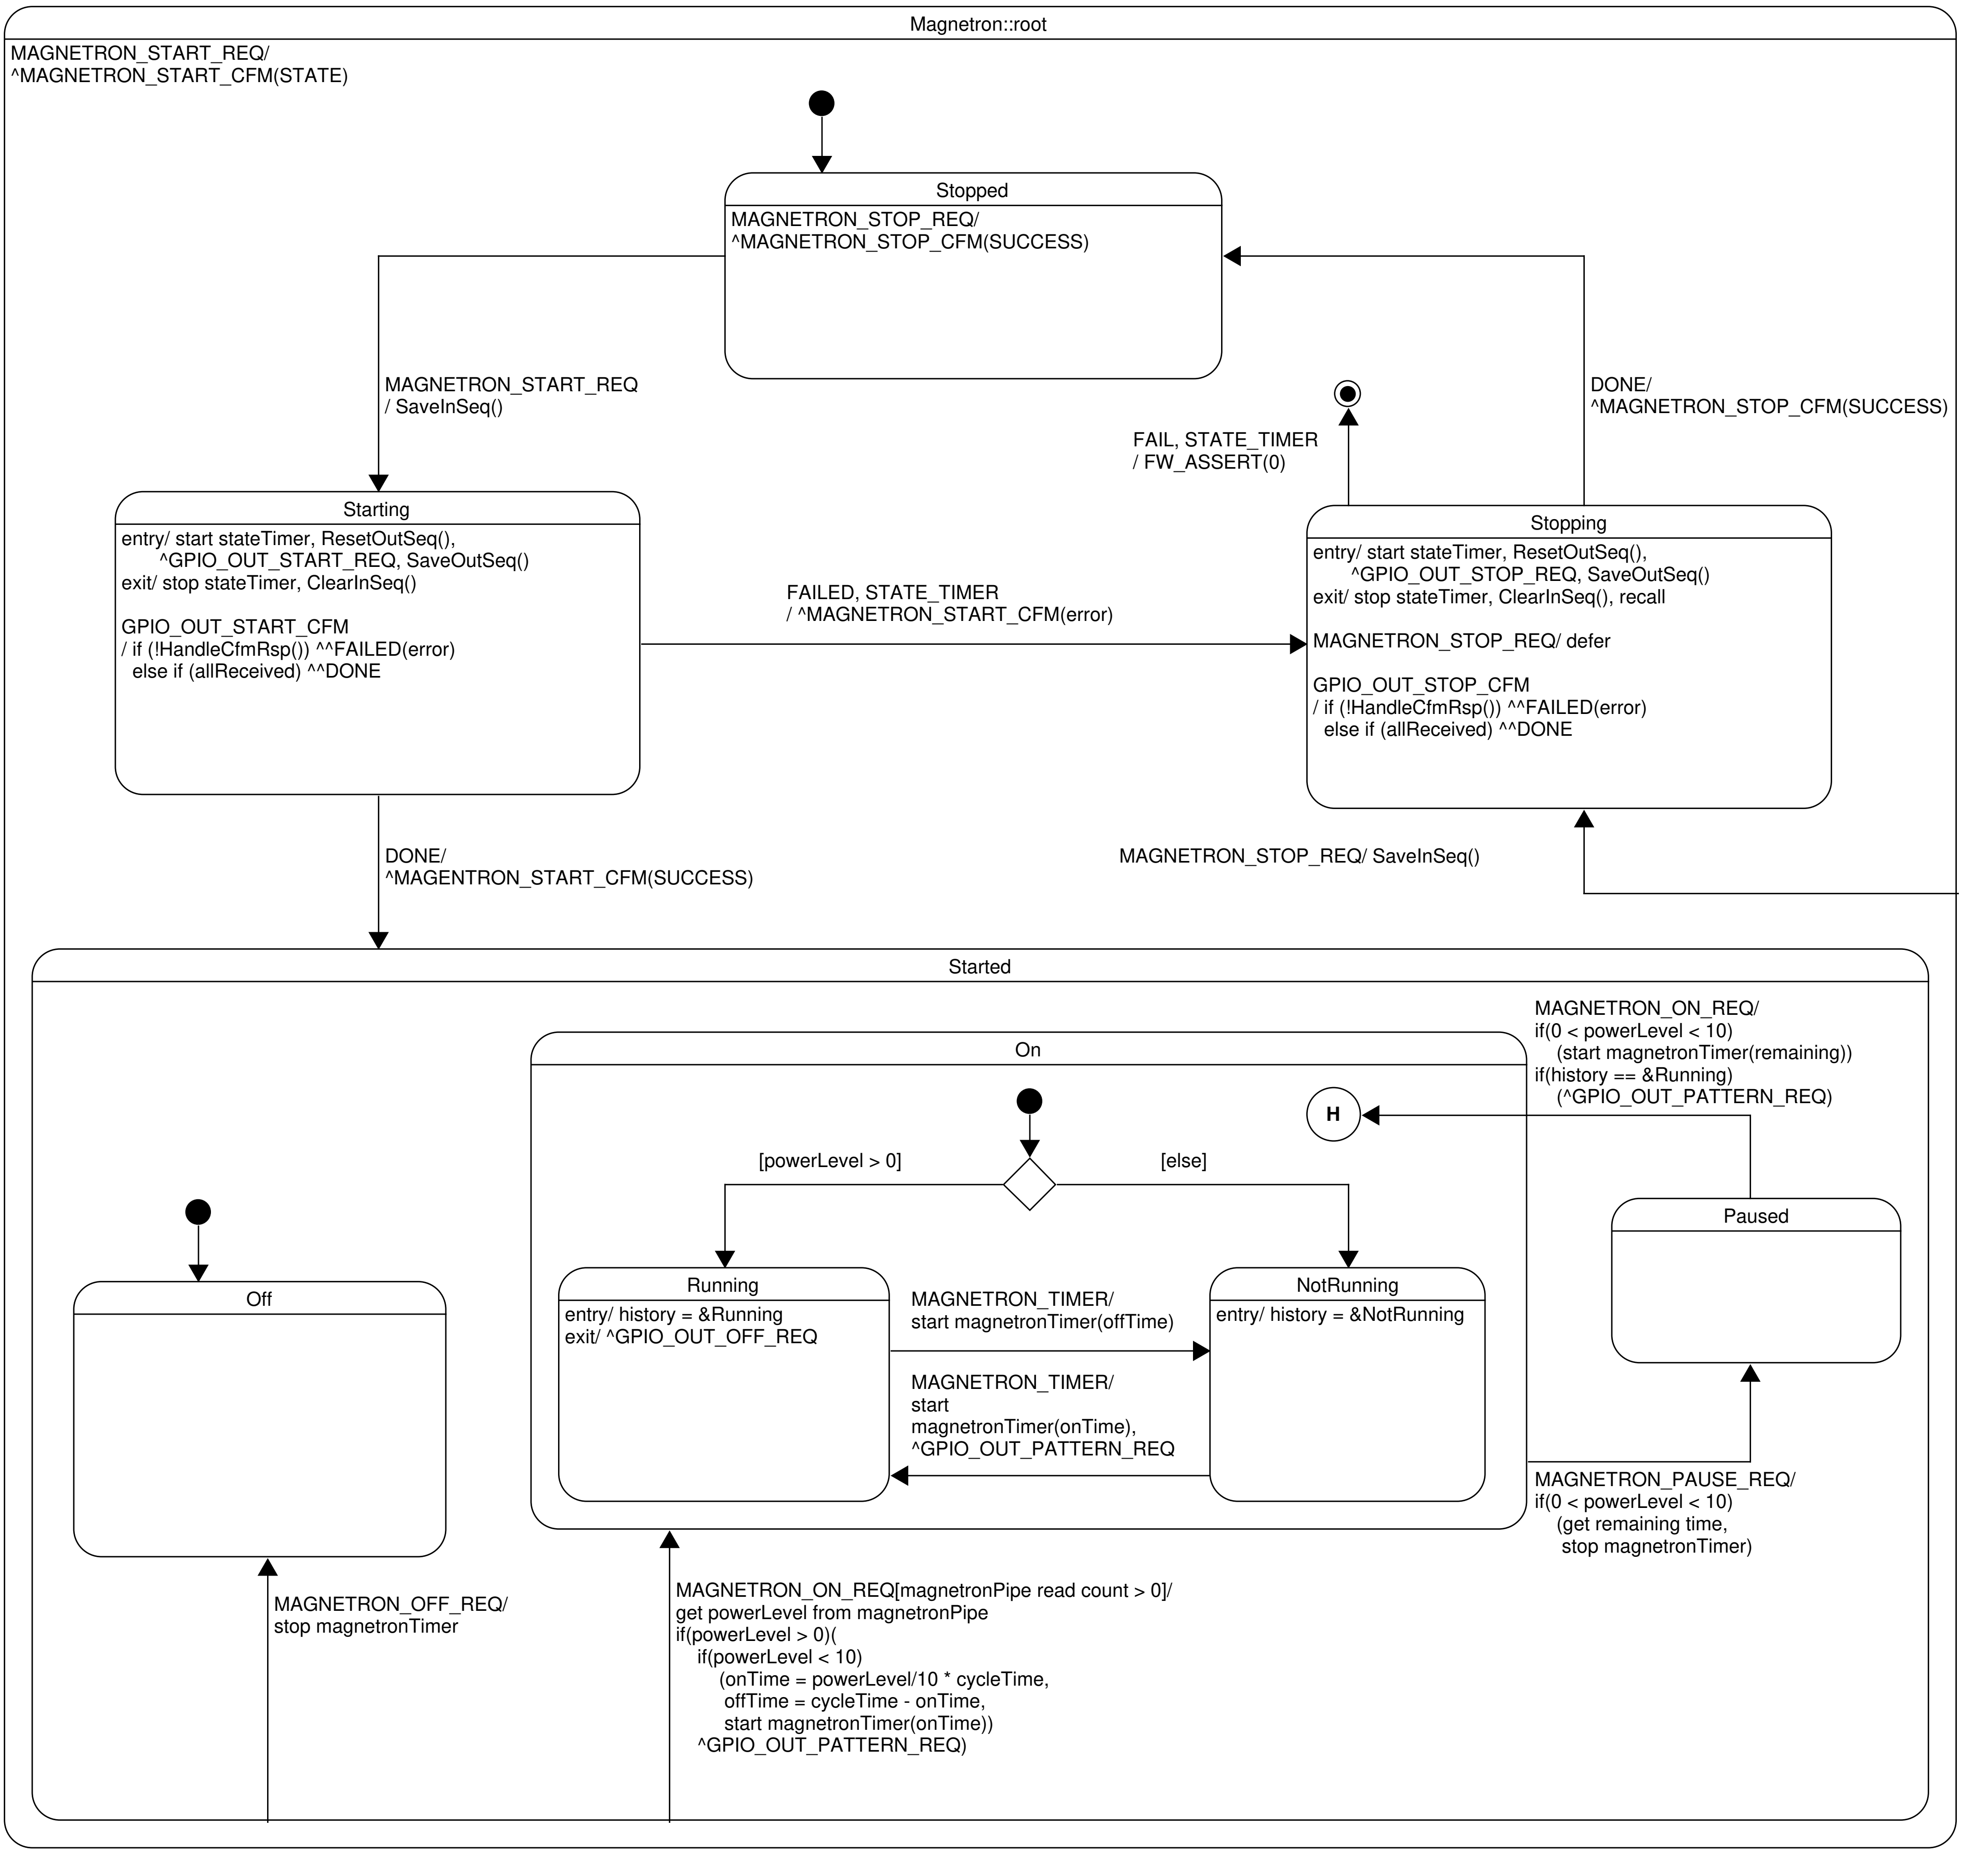 Magnetron::root
MAGNETRON_START_REQ/
^MAGNETRON_START_CFM(STATE)
Stopped
MAGNETRON_STOP_REQ/
^MAGNETRON_STOP_CFM(SUCCESS)
MAGNETRON_START_REQ
/ SaveInSeq()
FAIL, STATE_TIMER
/ FW_ASSERT(0)
DONE/
^MAGNETRON_STOP_CFM(SUCCESS)
Starting
entry/ start stateTimer, ResetOutSeq(),
^GPIO_OUT_START_REQ, SaveOutSeq()
exit/ stop stateTimer, ClearInSeq()
GPIO_OUT_START_CFM
/ if (!HandleCfmRsp()) ^^FAILED(error)
else if (allReceived) ^^DONE
FAILED, STATE_TIMER
/ ^MAGNETRON_START_CFM(error)
Stopping
entry/ start stateTimer, ResetOutSeq(),
^GPIO_OUT_STOP_REQ, SaveOutSeq()
exit/ stop stateTimer, ClearInSeq(), recall
MAGNETRON_STOP_REQ/ defer
GPIO_OUT_STOP_CFM
/ if (!HandleCfmRsp()) ^^FAILED(error)
else if (allReceived) ^^DONE
DONE/
^MAGENTRON_START_CFM(SUCCESS)
MAGNETRON_STOP_REQ/ SaveInSeq()
Started
On
MAGNETRON_ON_REQ/
if(0 < powerLevel < 10)
(start magnetronTimer(remaining))
if(history == &Running)
(^GPIO_OUT_PATTERN_REQ)
H
[powerLevel > 0]
[else]
Paused
Off
Running
entry/ history = &Running
exit/ ^GPIO_OUT_OFF_REQ
MAGNETRON_TIMER/
start magnetronTimer(offTime)
NotRunning
entry/ history = &NotRunning
MAGNETRON_TIMER/
start
magnetronTimer(onTime),
^GPIO_OUT_PATTERN_REQ
MAGNETRON_PAUSE_REQ/
if(0 < powerLevel < 10)
(get remaining time,
stop magnetronTimer)
MAGNETRON_OFF_REQ/
stop magnetronTimer
MAGNETRON_ON_REQ[magnetronPipe read count > 0]/
get powerLevel from magnetronPipe
if(powerLevel > 0)(
if(powerLevel < 10)
(onTime = powerLevel/10 * cycleTime,
offTime = cycleTime - onTime,
start magnetronTimer(onTime))
^GPIO_OUT_PATTERN_REQ)